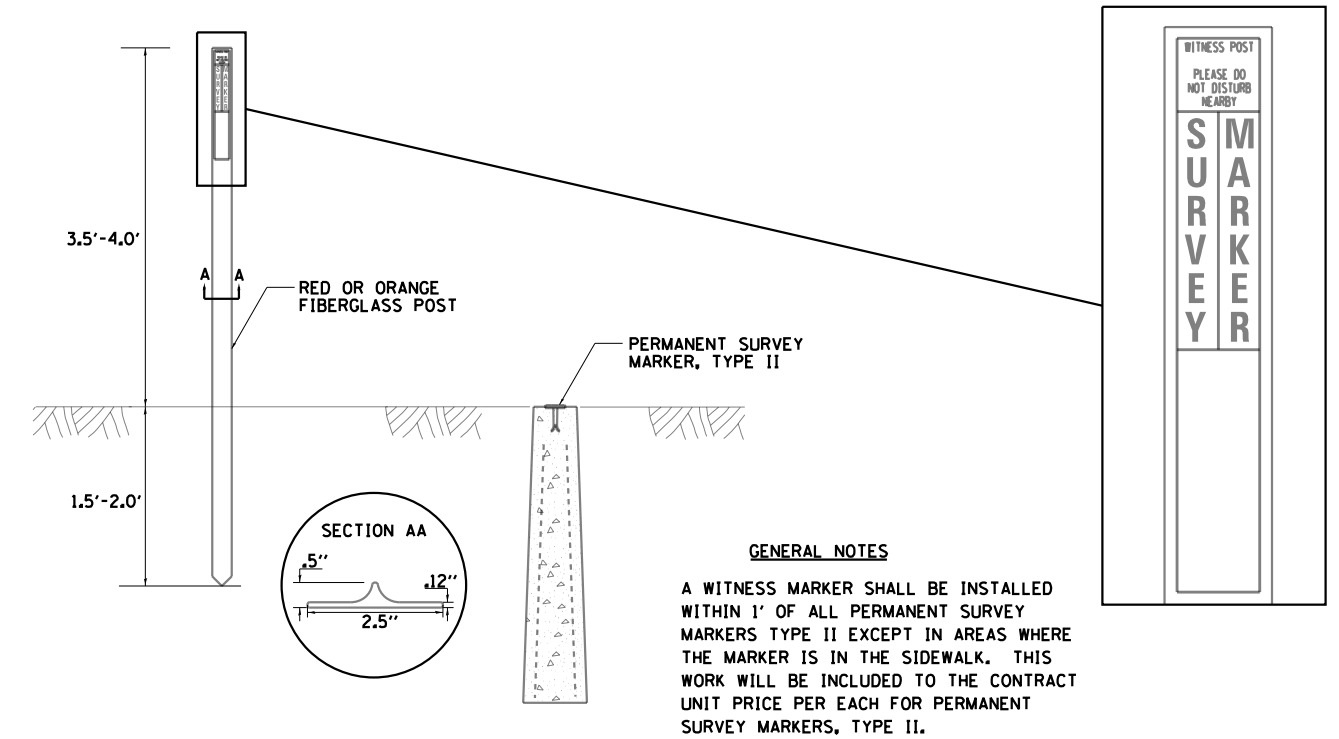 WITNESS POST
PLEASE DO
NOT DISTURB
NEARBY
SURVEY
MARKER
3.5'-4.0'
A A
RED OR ORANGE
FIBERGLASS POST
PERMANENT SURVEY
MARKER, TYPE II
1.5'-2.0'
SECTION AA
.5"
.12"
2.5"
GENERAL NOTES
A WITNESS MARKER SHALL BE INSTALLED
WITHIN 1' OF ALL PERMANENT SURVEY
MARKERS TYPE II EXCEPT IN AREAS WHERE
THE MARKER IS IN THE SIDEWALK. THIS
WORK WILL BE INCLUDED TO THE CONTRACT
UNIT PRICE PER EACH FOR PERMANENT
SURVEY MARKERS, TYPE II.